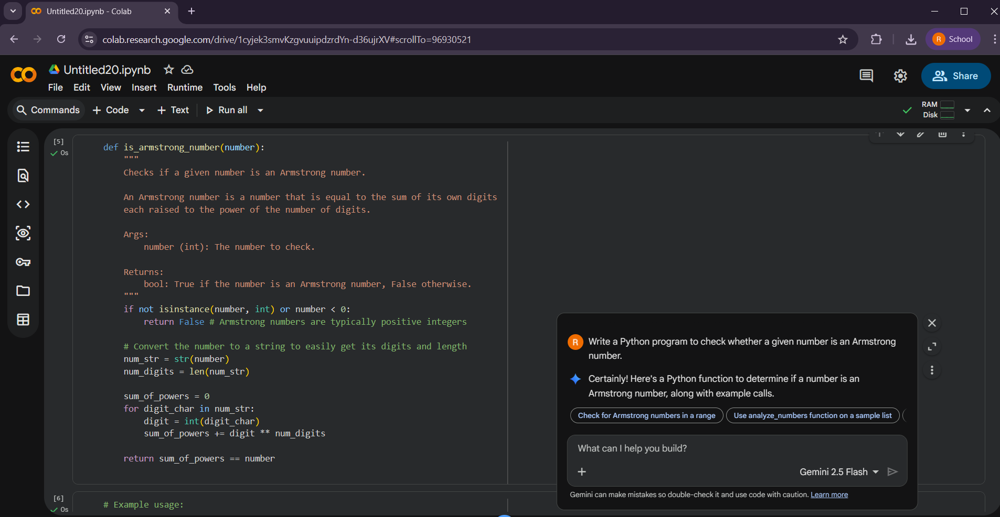 Untitled20.ipynb - Colab
colab.research.google.com/drive/1cyjek3smvKzgvuuipdzrdYn-d36ujrXV#scrollTo=96930521
R School
Untitled20.ipynb
File Edit View Insert Runtime Tools Help
Share
Commands + Code + Text Run all
RAM
Disk
[5]
0s
def is_armstrong_number(number):
"""
Checks if a given number is an Armstrong number.
An Armstrong number is a number that is equal to the sum of its own digits
each raised to the power of the number of digits.
Args:
number (int): The number to check.
Returns:
bool: True if the number is an Armstrong number, False otherwise.
"""
if not isinstance(number, int) or number < 0:
return False # Armstrong numbers are typically positive integers
# Convert the number to a string to easily get its digits and length
num_str = str(number)
num_digits = len(num_str)
sum_of_powers = 0
for digit_char in num_str:
digit = int(digit_char)
sum_of_powers += digit ** num_digits
return sum_of_powers == number
[6]
0s
# Example usage:
R
Write a Python program to check whether a given number is an Armstrong
number.
Certainly! Here's a Python function to determine if a number is an
Armstrong number, along with example calls.
Check for Armstrong numbers in a range
Use analyze_numbers function on a sample list
What can I help you build?
Gemini 2.5 Flash
Gemini can make mistakes so double-check it and use code with caution. Learn more